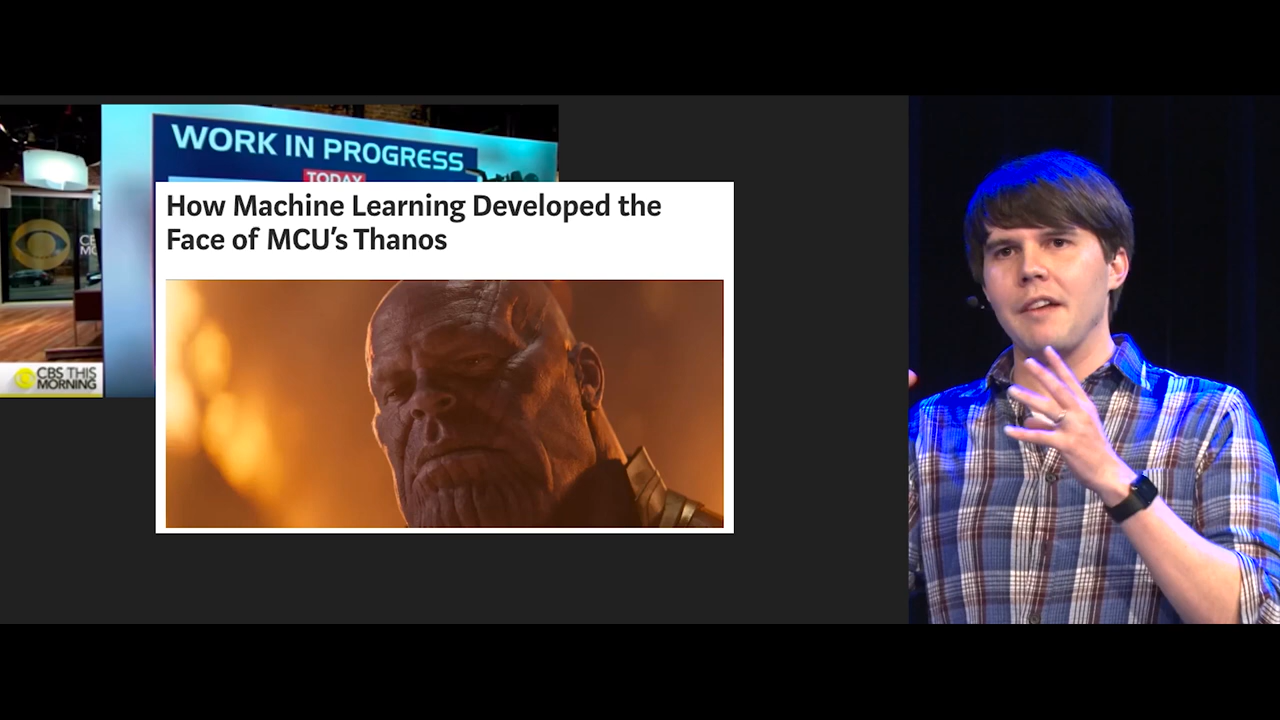 WORK IN PROGRESS
TODAY
How Machine Learning Developed the
Face of MCU's Thanos
CBS THIS
MORNING